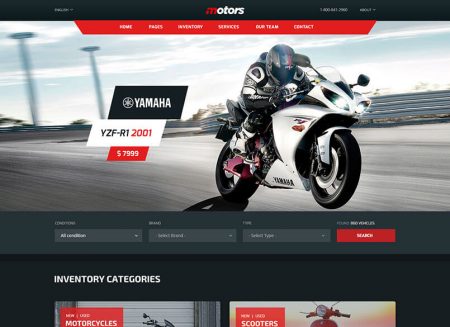 ENGLISH
motors
1-800-041-2960
ABOUT
HOME PAGES INVENTORY SERVICES OUR TEAM CONTACT
YAMAHA
YZF-R1 2001
$ 7999
YAMAHA
CONDITIONS BRAND TYPE FOUND 860 VEHICLES
All condition - Select Brand - - Select Type - SEARCH
INVENTORY CATEGORIES
NEW | USED
MOTORCYCLES
NEW | USED
SCOOTERS